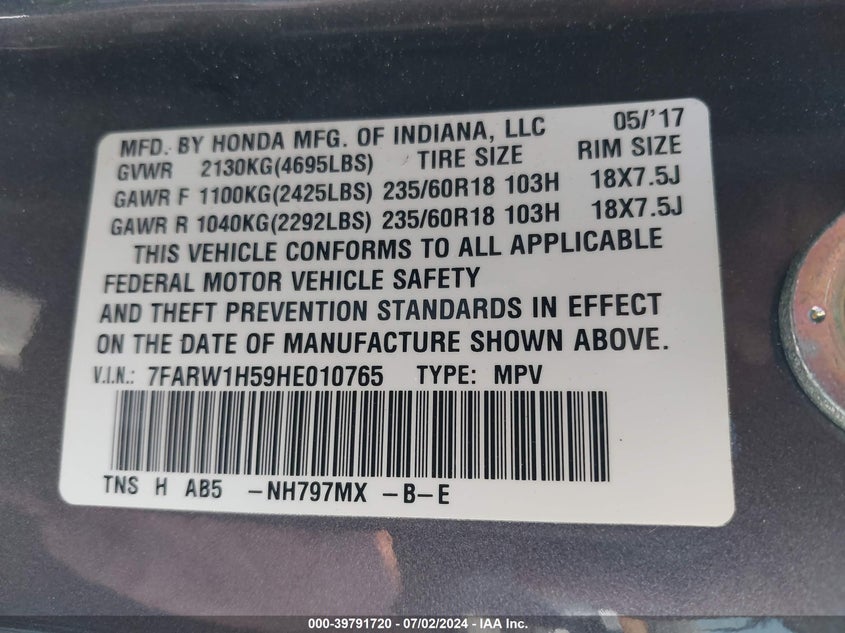 MFD. BY HONDA MFG. OF INDIANA, LLC 05/'17
GVWR 2130KG(4695LBS) TIRE SIZE RIM SIZE
GAWR F 1100KG(2425LBS) 235/60R18 103H 18X7.5J
GAWR R 1040KG(2292LBS) 235/60R18 103H 18X7.5J
THIS VEHICLE CONFORMS TO ALL APPLICABLE
FEDERAL MOTOR VEHICLE SAFETY
AND THEFT PREVENTION STANDARDS IN EFFECT
ON THE DATE OF MANUFACTURE SHOWN ABOVE.
V.I.N.: 7FARW1H59HE010765 TYPE: MPV
TNS H AB5 -NH797MX -B-E
000-39791720 / 07/02/2024 - IAA Inc.